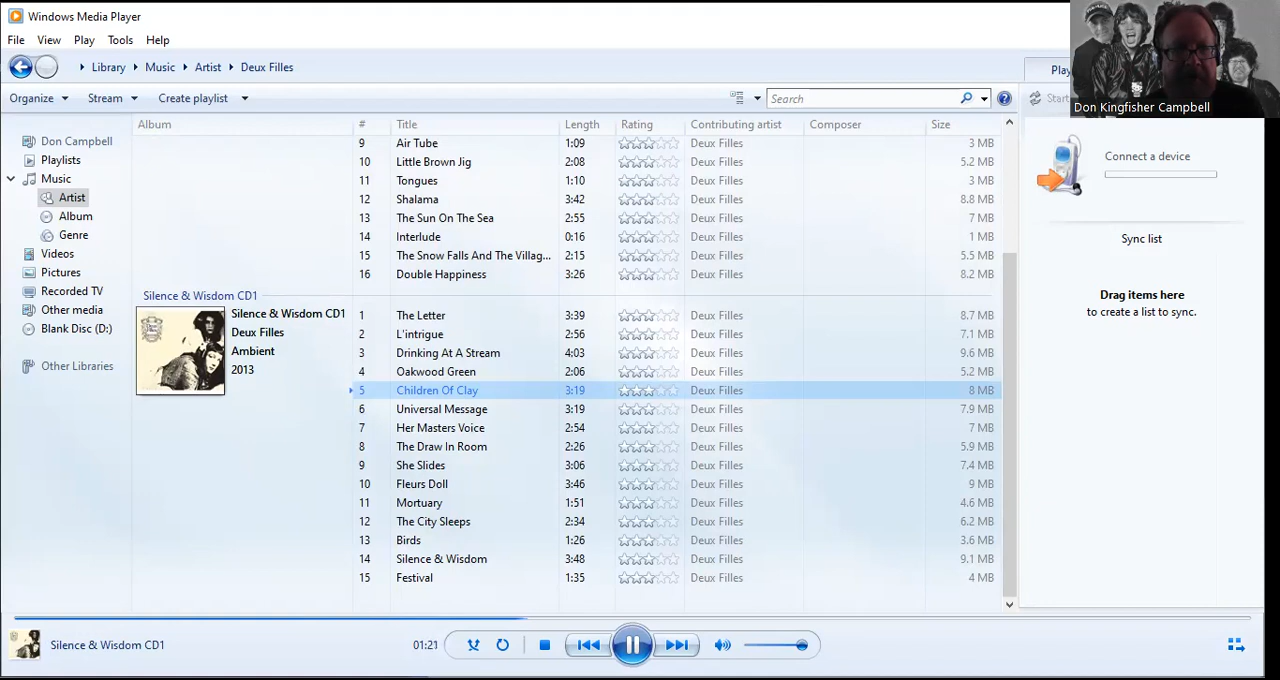 Windows Media Player
File View Play Tools Help
Library Music Artist Deux Filles
Play
Don Kingfisher Campbell
Organize Stream Create playlist Search Start
Album # Title Length Rating Contributing artist Composer Size
Don Campbell
Playlists
Music
Artist
Album
Genre
Videos
Pictures
Recorded TV
Other media
Blank Disc (D:)
Other Libraries
9 Air Tube 1:09 Deux Filles 3 MB
10 Little Brown Jig 2:08 Deux Filles 5.2 MB
11 Tongues 1:10 Deux Filles 3 MB
12 Shalama 3:42 Deux Filles 8.8 MB
13 The Sun On The Sea 2:55 Deux Filles 7 MB
14 Interlude 0:16 Deux Filles 1 MB
15 The Snow Falls And The Villag... 2:15 Deux Filles 5.5 MB
16 Double Happiness 3:26 Deux Filles 8.2 MB
Silence & Wisdom CD1
Silence & Wisdom CD1
Deux Filles
Ambient
2013
1 The Letter 3:39 Deux Filles 8.7 MB
2 L'intrigue 2:56 Deux Filles 7.1 MB
3 Drinking At A Stream 4:03 Deux Filles 9.6 MB
4 Oakwood Green 2:06 Deux Filles 5.2 MB
5 Children Of Clay 3:19 Deux Filles 8 MB
6 Universal Message 3:19 Deux Filles 7.9 MB
7 Her Masters Voice 2:54 Deux Filles 7 MB
8 The Draw In Room 2:26 Deux Filles 5.9 MB
9 She Slides 3:06 Deux Filles 7.4 MB
10 Fleurs Doll 3:46 Deux Filles 9 MB
11 Mortuary 1:51 Deux Filles 4.6 MB
12 The City Sleeps 2:34 Deux Filles 6.2 MB
13 Birds 1:26 Deux Filles 3.6 MB
14 Silence & Wisdom 3:48 Deux Filles 9.1 MB
15 Festival 1:35 Deux Filles 4 MB
Connect a device
Sync list
Drag items here
to create a list to sync.
Silence & Wisdom CD1 01:21